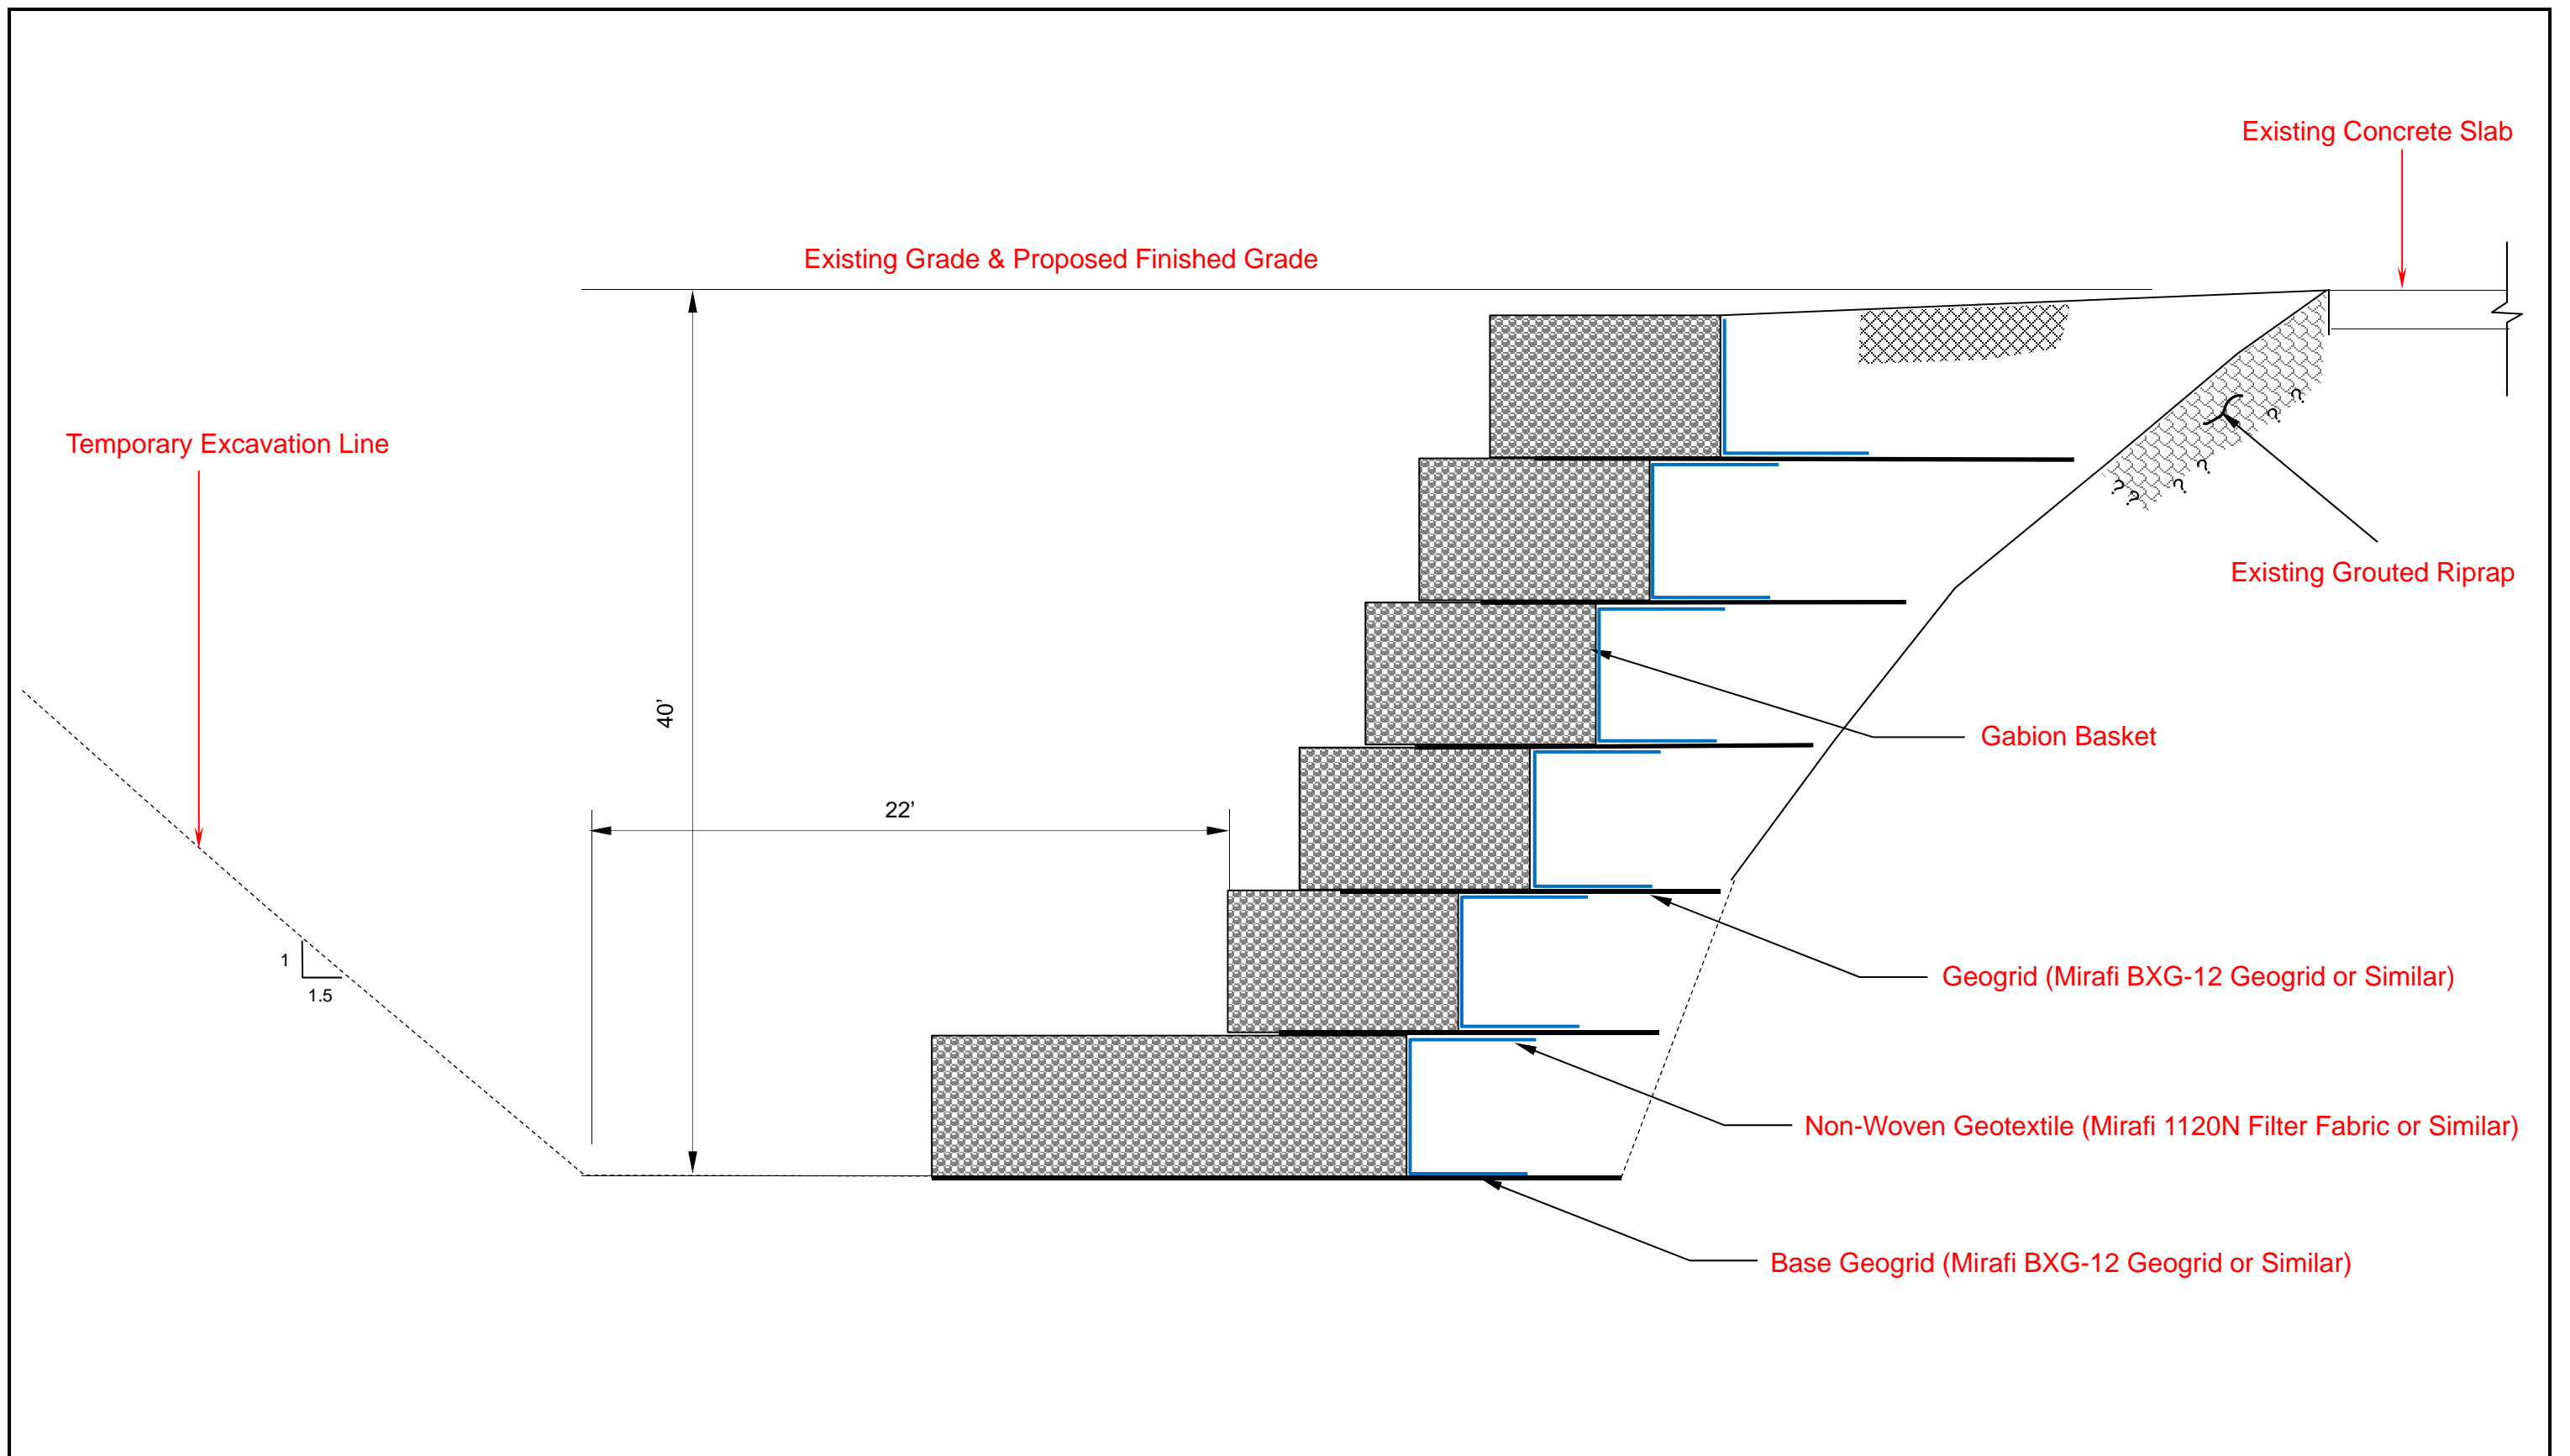 Existing Concrete Slab
Existing Grade & Proposed Finished Grade
Temporary Excavation Line
? ?
? ? ? ? ?
Existing Grouted Riprap
40’
Gabion Basket
22’
1
1.5
Geogrid (Mirafi BXG-12 Geogrid or Similar)
Non-Woven Geotextile (Mirafi 1120N Filter Fabric or Similar)
Base Geogrid (Mirafi BXG-12 Geogrid or Similar)